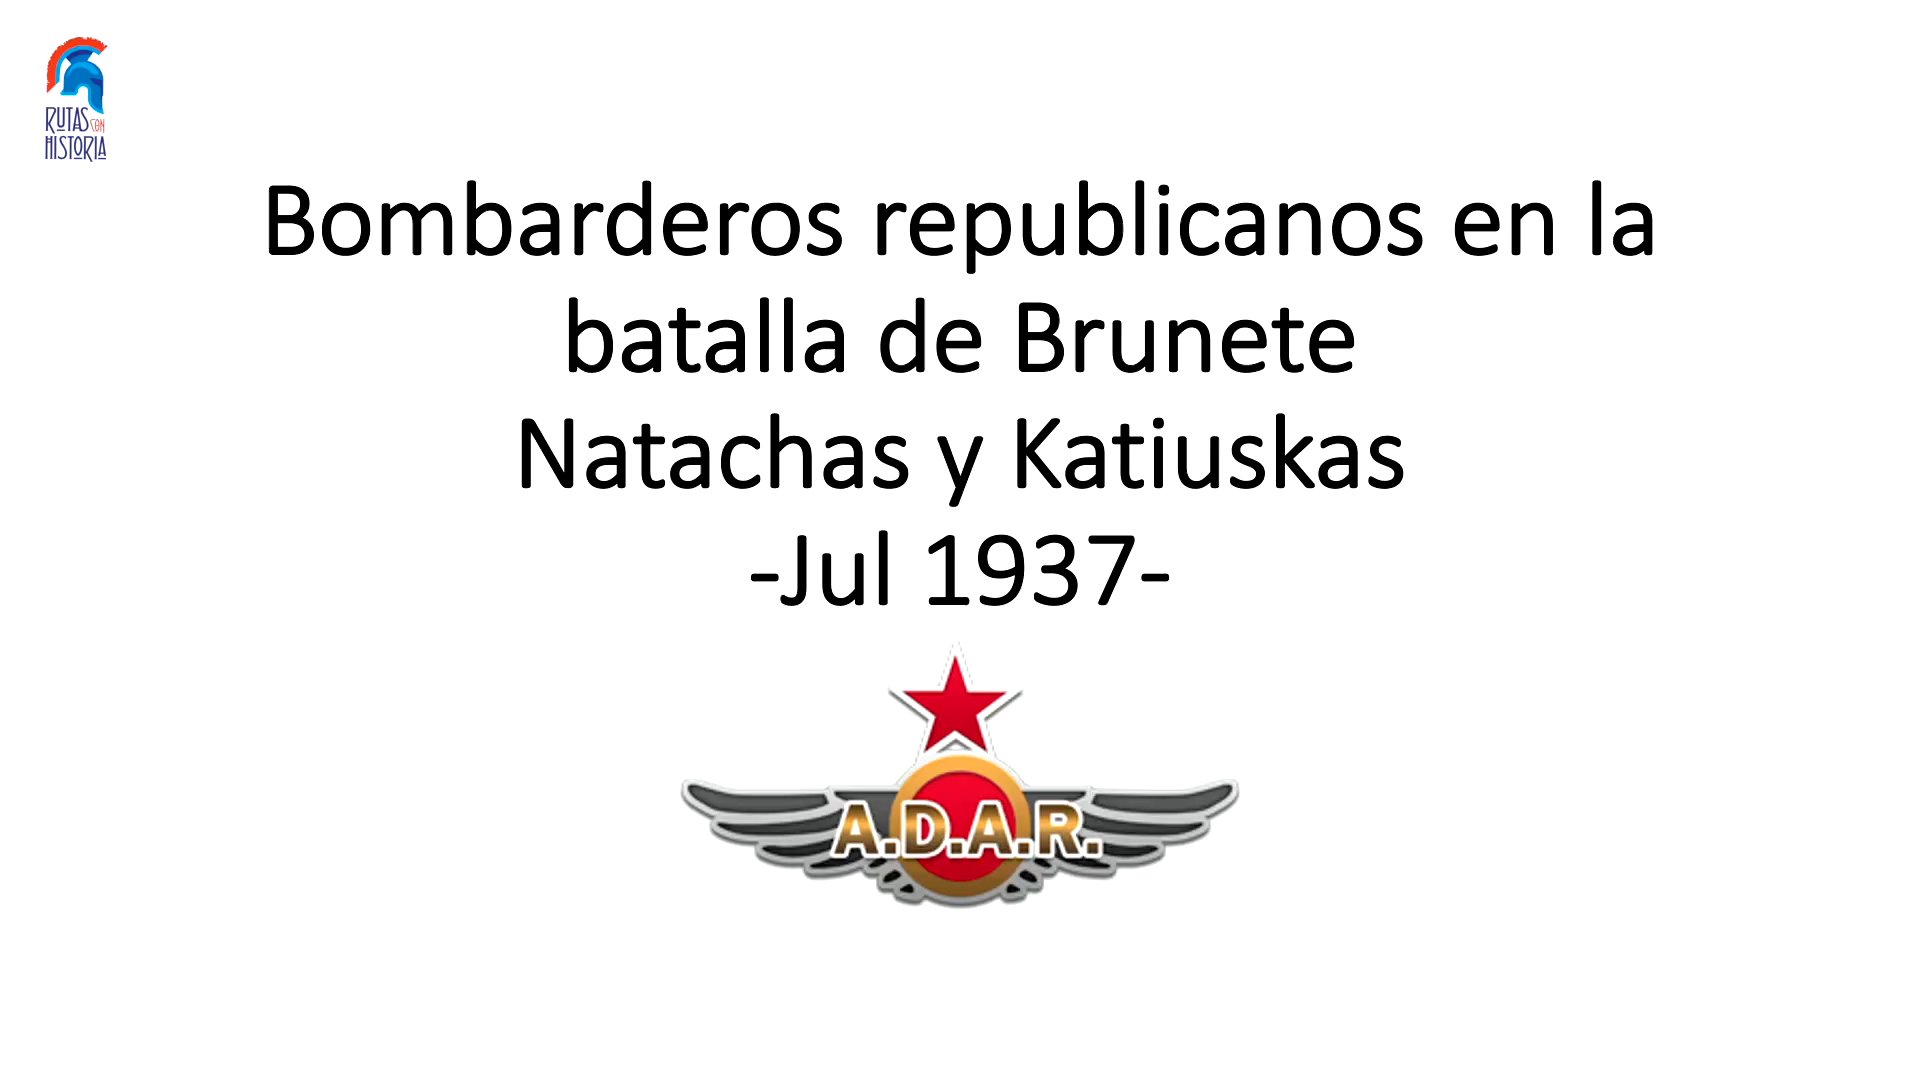 RUTAS CON
HISTORIA
Bombarderos republicanos en la
batalla de Brunete
Natachas y Katiuskas
-Jul 1937-
A.D.A.R.